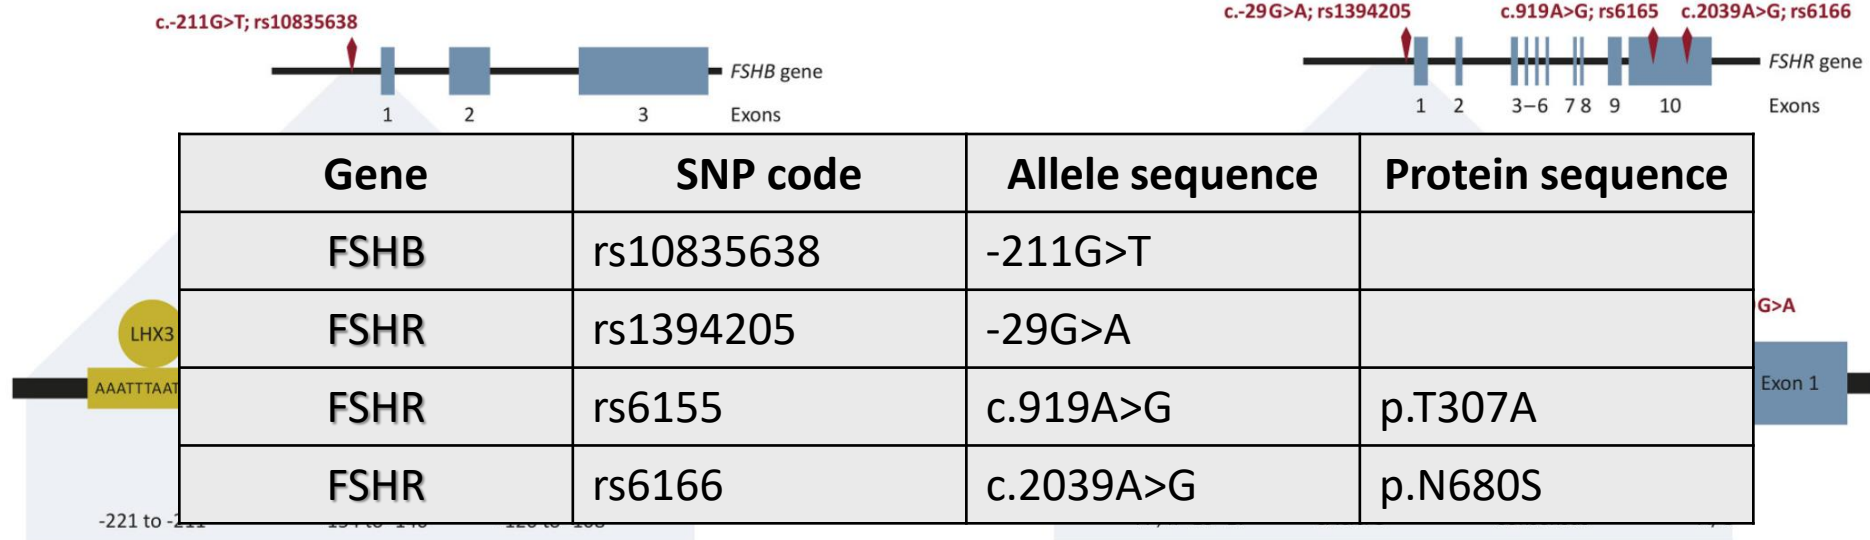 c.-211G>T; rs10835638
FSHB gene
1 2 3 Exons
c.-29G>A; rs1394205 c.919A>G; rs6165 c.2039A>G; rs6166
FSHR gene
1 2 3–6 7 8 9 10 Exons
Gene SNP code Allele sequence Protein sequence
FSHB rs10835638 -211G>T
FSHR rs1394205 -29G>A
FSHR rs6155 c.919A>G p.T307A
FSHR rs6166 c.2039A>G p.N680S
LHX3
AAATTTAAT
G>A
Exon 1
-221 to -211